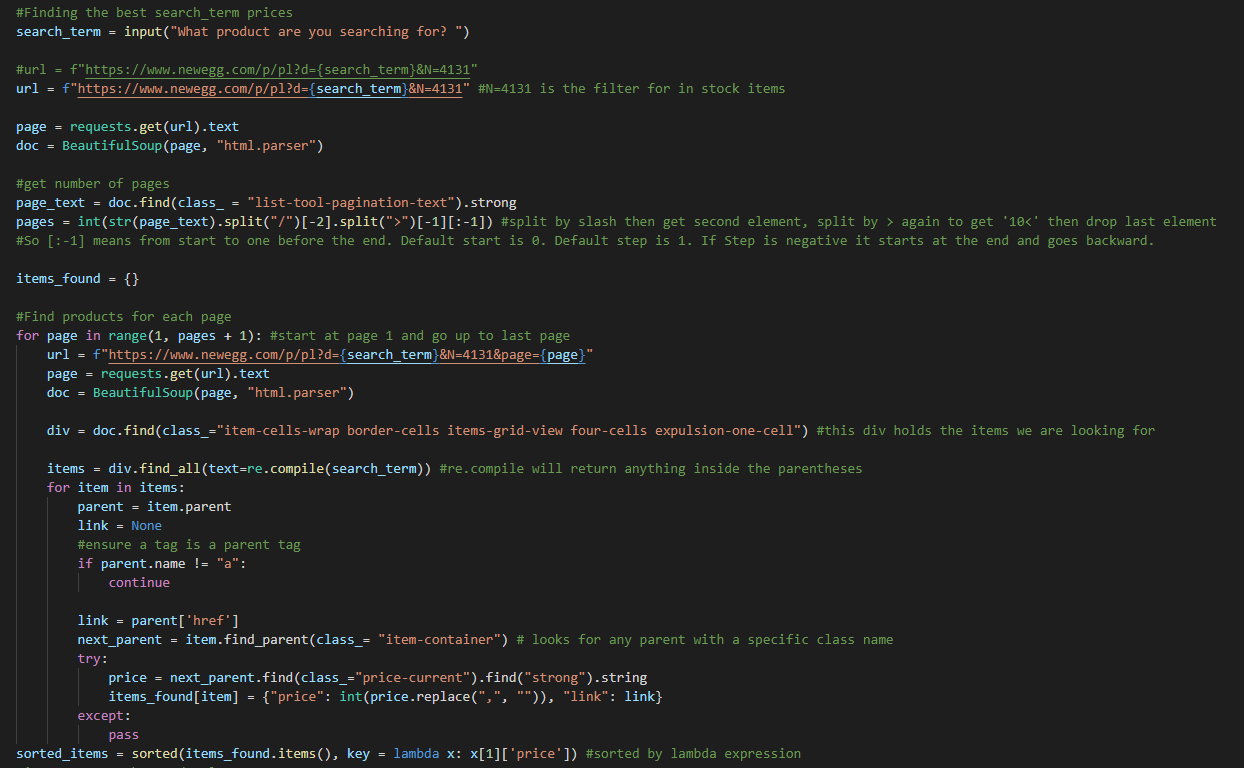 #Finding the best search_term prices
search_term = input("What product are you searching for? ")
#url = f"https://www.newegg.com/p/pl?d={search_term}&N=4131"
url = f"https://www.newegg.com/p/pl?d={search_term}&N=4131" #N=4131 is the filter for in stock items
page = requests.get(url).text
doc = BeautifulSoup(page, "html.parser")
#get number of pages
page_text = doc.find(class_ = "list-tool-pagination-text").strong
pages = int(str(page_text).split("/")[-2].split(">")[-1][:-1]) #split by slash then get second element, split by > again to get '10<' then drop last element
#So [:-1] means from start to one before the end. Default start is 0. Default step is 1. If Step is negative it starts at the end and goes backward.
items_found = {}
#Find products for each page
for page in range(1, pages + 1): #start at page 1 and go up to last page
    url = f"https://www.newegg.com/p/pl?d={search_term}&N=4131&page={page}"
    page = requests.get(url).text
    doc = BeautifulSoup(page, "html.parser")
    div = doc.find(class_="item-cells-wrap border-cells items-grid-view four-cells expulsion-one-cell") #this div holds the items we are looking for
    items = div.find_all(text=re.compile(search_term)) #re.compile will return anything inside the parentheses
    for item in items:
        parent = item.parent
        link = None
        #ensure a tag is a parent tag
        if parent.name != "a":
            continue
        link = parent['href']
        next_parent = item.find_parent(class_= "item-container") # looks for any parent with a specific class name
        try:
            price = next_parent.find(class_="price-current").find("strong").string
            items_found[item] = {"price": int(price.replace(",", "")), "link": link}
        except:
            pass
sorted_items = sorted(items_found.items(), key = lambda x: x[1]['price']) #sorted by lambda expression